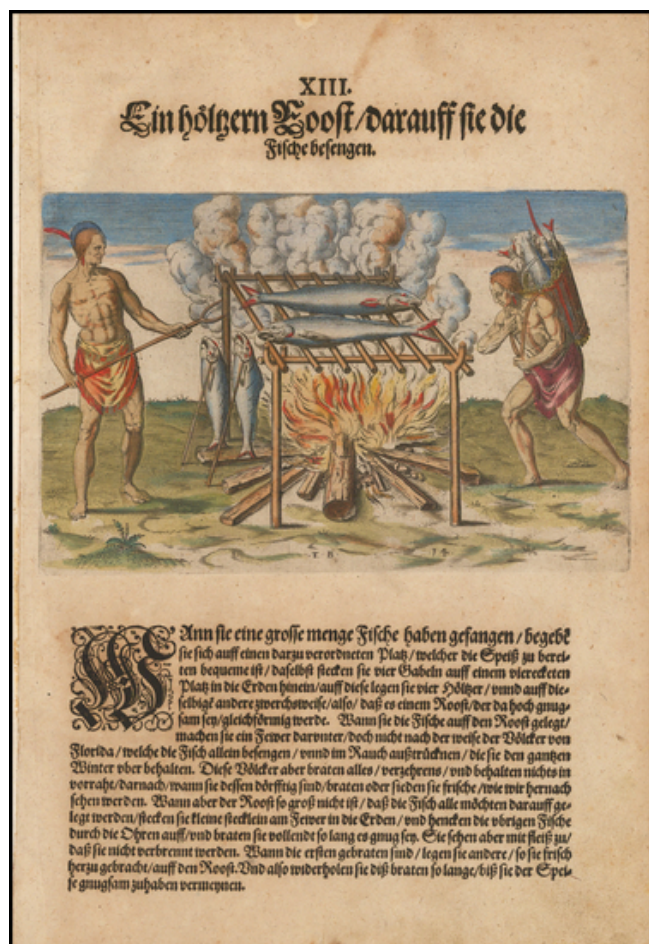 XIII.
Ein höltzern Roost/darauff sie die
Fische besengen.
T. B.
WAnn sie eine grosse menge Fische haben gefangen/begebẽ
sie sich auff einen darzu verordneten Platz/welcher die Speiß zu berei-
ten bequeme ist/daselbst stecken sie vier Gabeln auff einem viereckten
Platz in die Erden hinein/auff diese legen sie vier Höltzer/vnnd auff die-
selbige andere zwerchsweise/also/daß es einem Roost/der da hoch gnug-
sam sey/gleichförmig werde. Wann sie die Fische auff den Roost gelegt/
machen sie ein Fewer darunter/doch nicht nach der weise der Völcker von
Florida/welche die Fisch allein besengen/vnnd im Rauch außtrücknen/die sie den gantzen
Winter vber behalten. Diese Völcker aber braten alles/verzehrens/vnd behalten nichts in
vorraht/darnach/wann sie dessen dörfftig sind/braten oder sieden sie frische/wie wir hernach
sehen werden. Wann aber der Roost so groß nicht ist/daß die Fisch alle möchten darauff ge-
legt werden/stecken sie kleine stecklein am Fewer in die Erden/vnd hencken die vbrigen Fische
durch die Ohren auff/vnd braten sie vollendt so lang es gnug sey. Sie sehen aber mit fleiß zu/
daß sie nicht verbrennt werden. Wann die ersten gebraten sind/legen sie andere/so sie frisch
herzu gebracht/auff den Roost. Vnd also widerholen sie diß braten so lange/biß sie der Spei-
se gnugsam zuhaben vermeynen.